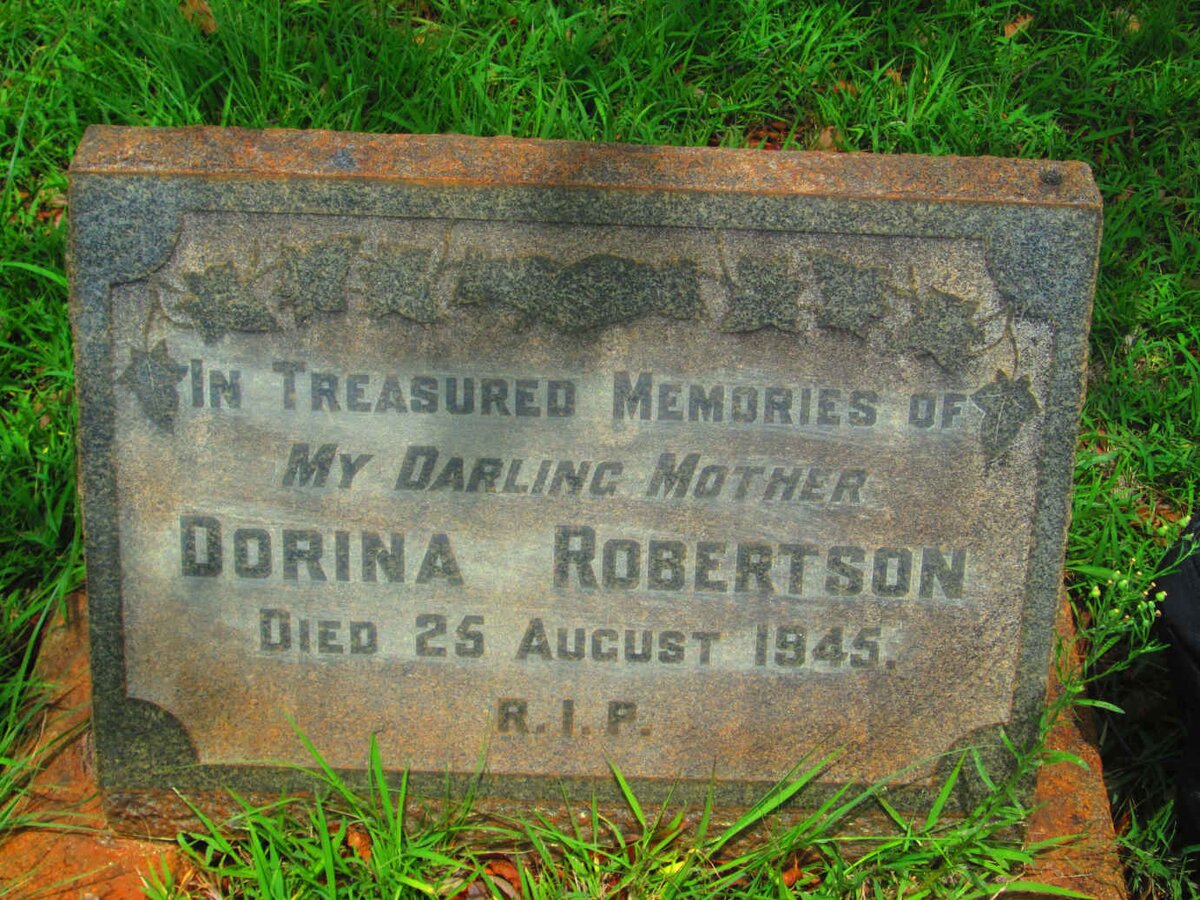 In Treasured Memories of
My Darling Mother
Dorina Robertson
Died 25 August 1945.
R.I.P.